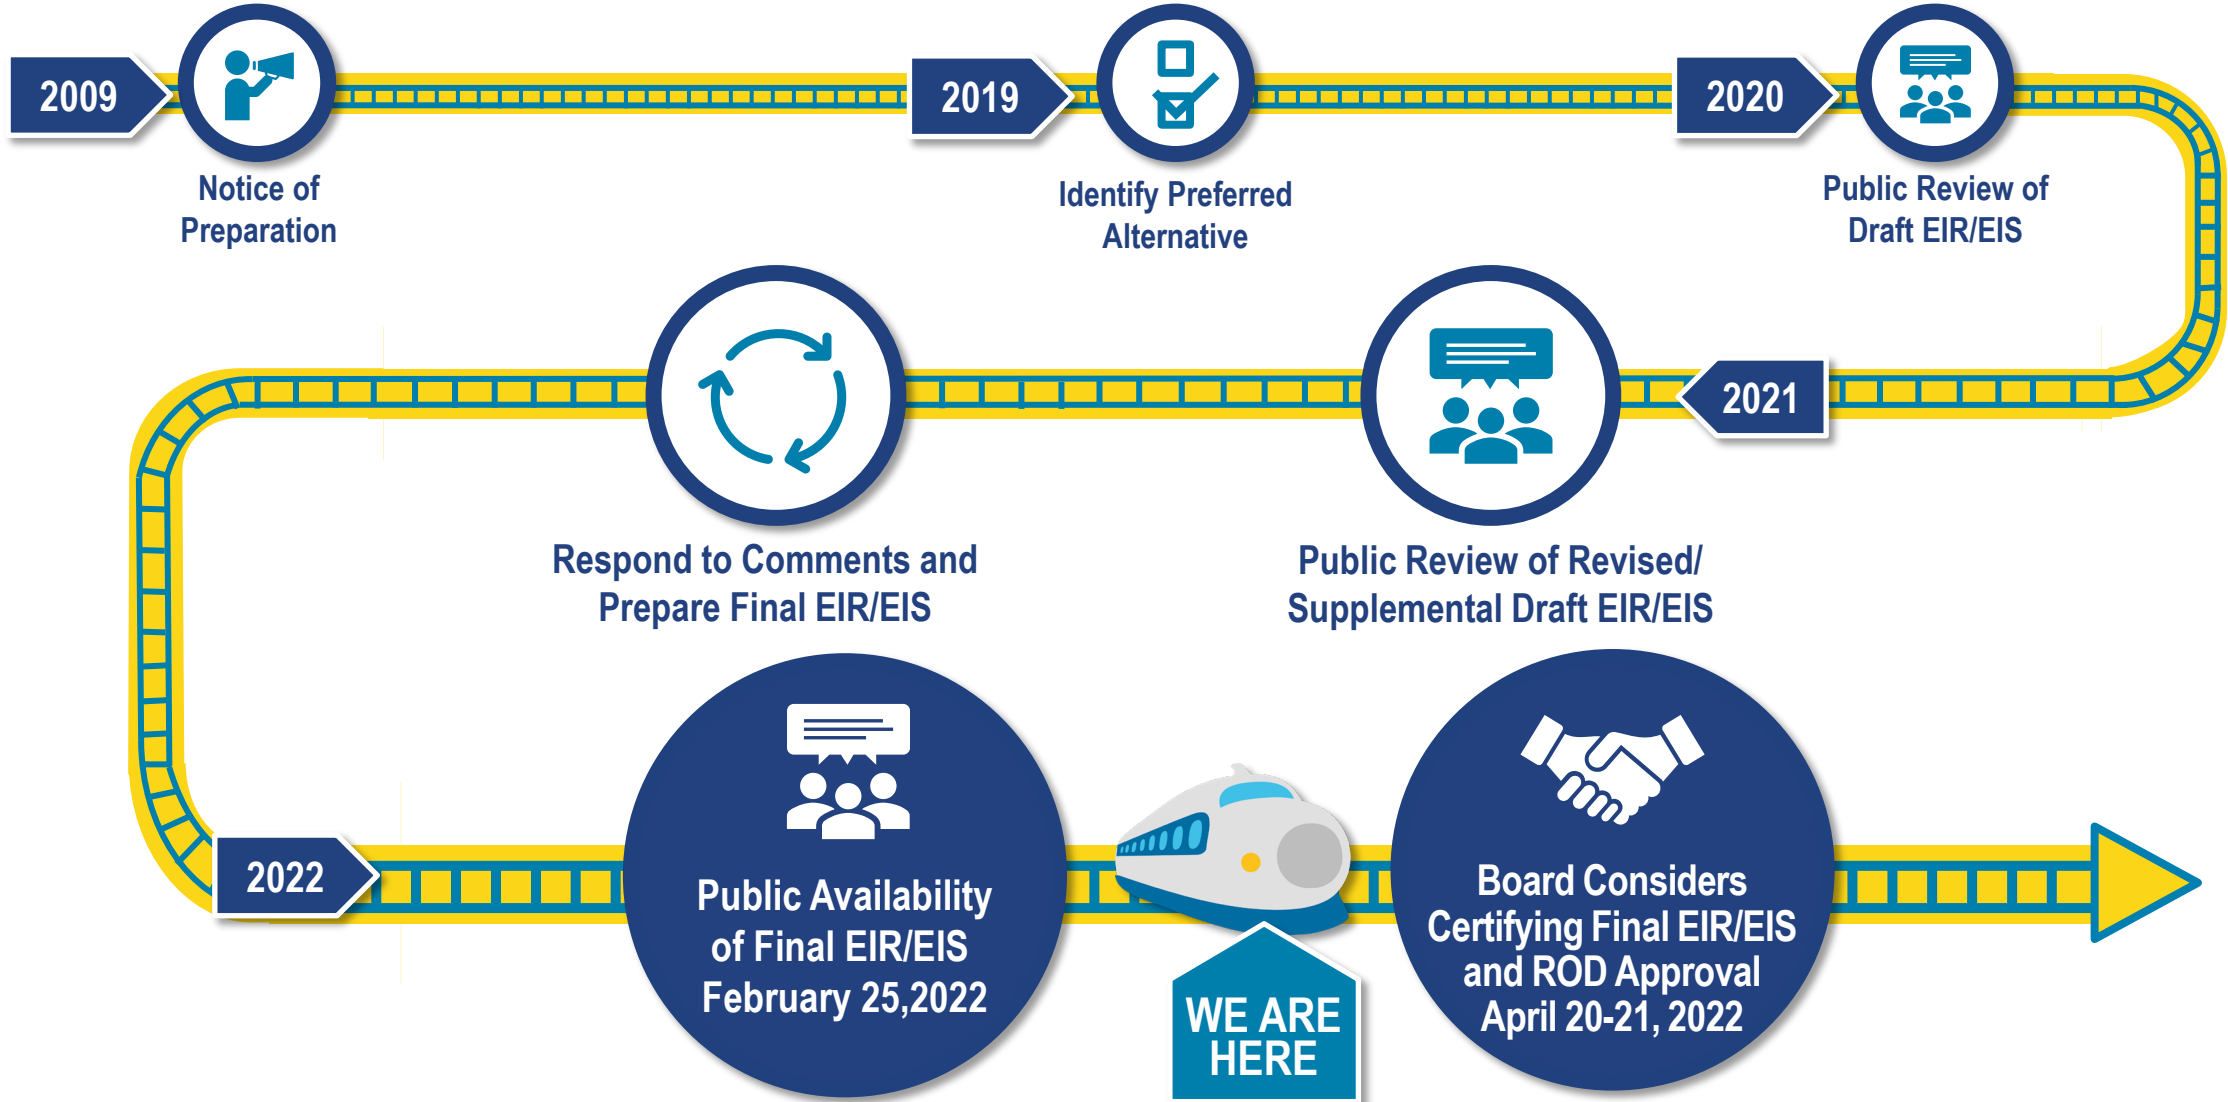 2009
Notice of
Preparation
2019
Identify Preferred
Alternative
2020
Public Review of
Draft EIR/EIS
2021
Public Review of Revised/
Supplemental Draft EIR/EIS
Respond to Comments and
Prepare Final EIR/EIS
2022
Public Availability
of Final EIR/EIS
February 25,2022
WE ARE
HERE
Board Considers
Certifying Final EIR/EIS
and ROD Approval
April 20-21, 2022